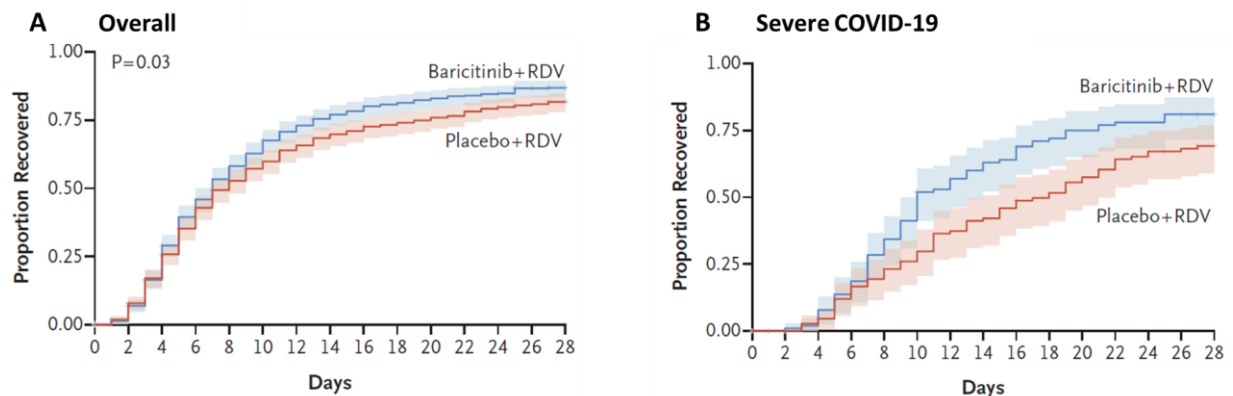 A Overall
1.00
P=0.03
Baricitinib+RDV
0.75
Placebo+RDV
0.50
0.25
0.00
Proportion Recovered
0 2 4 6 8 10 12 14 16 18 20 22 24 26 28
Days
B Severe COVID-19
1.00
Baricitinib+RDV
0.75
0.50
Placebo+RDV
0.25
0.00
Proportion Recovered
0 2 4 6 8 10 12 14 16 18 20 22 24 26 28
Days